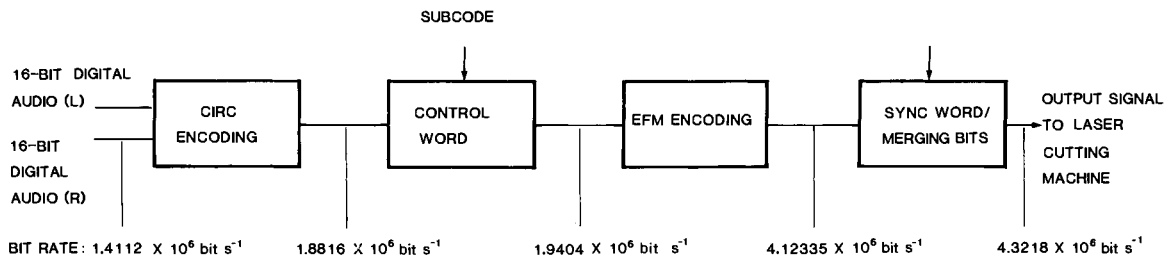 SUBCODE
16-BIT DIGITAL
AUDIO (L)
16-BIT
DIGITAL
AUDIO (R)
CIRC
ENCODING
CONTROL
WORD
EFM ENCODING
SYNC WORD/
MERGING BITS
OUTPUT SIGNAL
TO LASER
CUTTING
MACHINE
BIT RATE: 1.4112 X 10⁶ bit s⁻¹ 1.8816 X 10⁶ bit s⁻¹ 1.9404 X 10⁶ bit s⁻¹ 4.12335 X 10⁶ bit s⁻¹ 4.3218 X 10⁶ bit s⁻¹